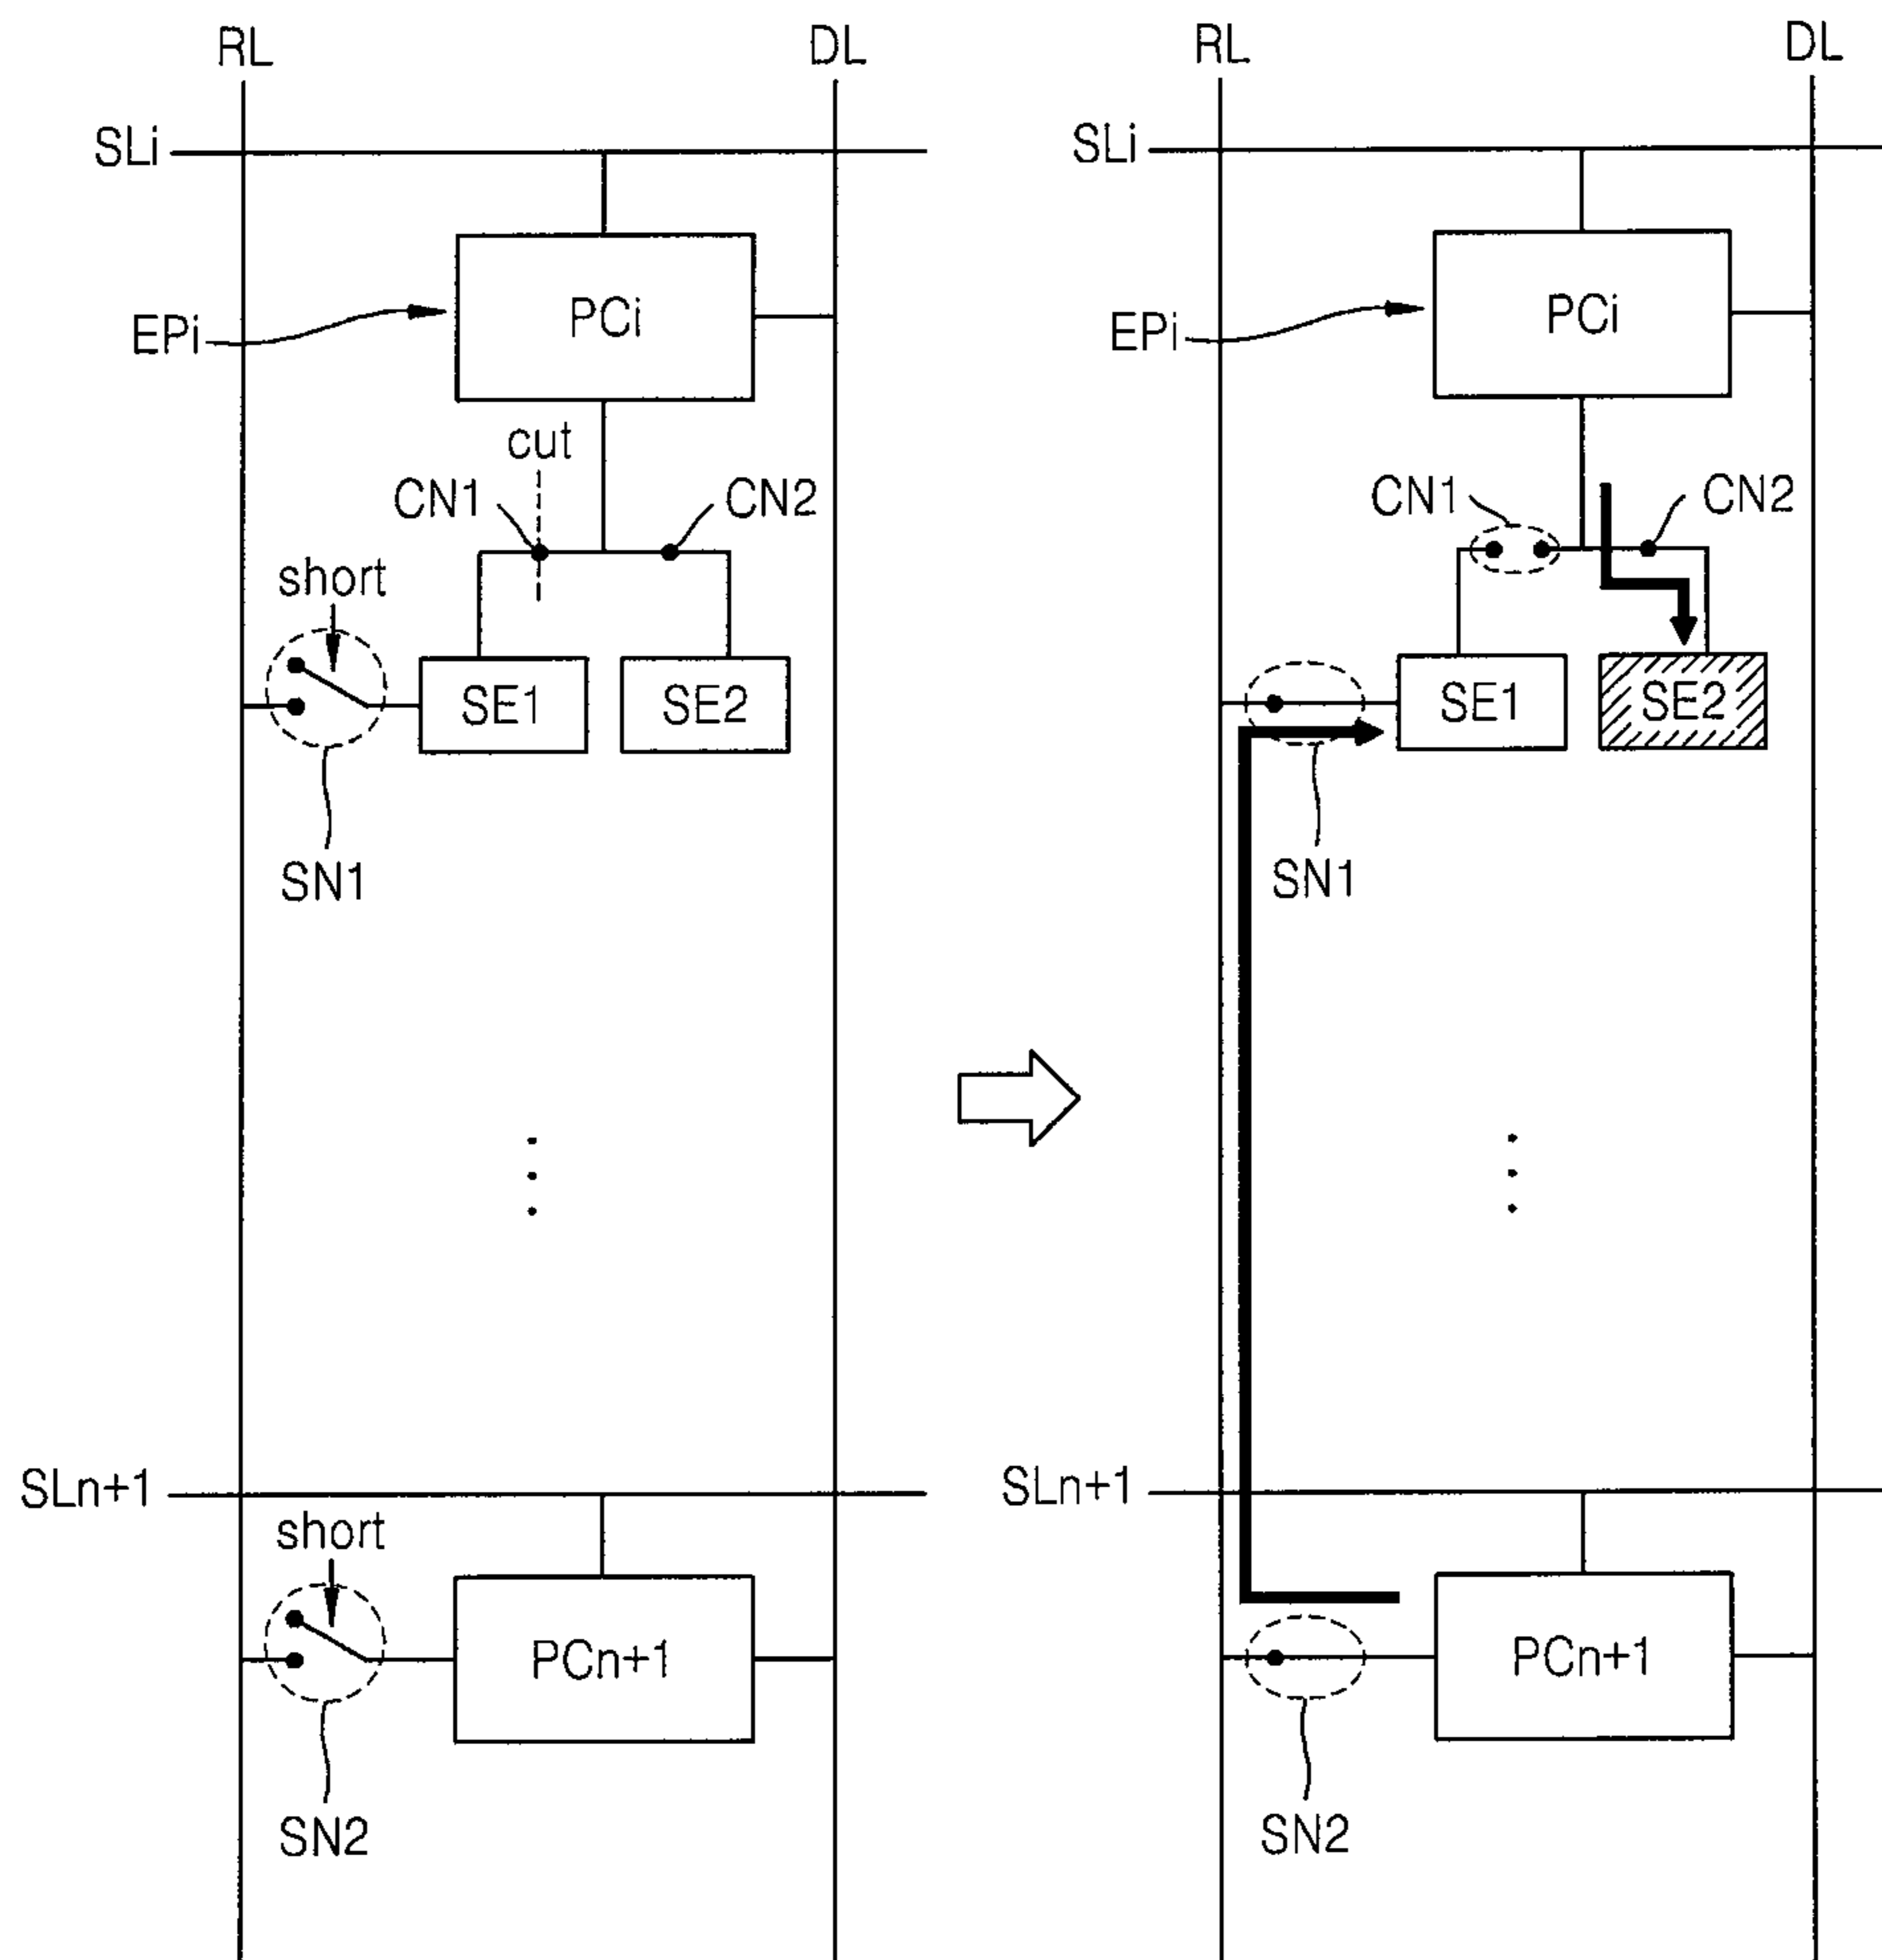 RL
DL
SLi
EPi
PCi
cut
CN1
CN2
short
SE1
SE2
SN1
SLn+1
short
PCn+1
SN2
RL
DL
SLi
EPi
PCi
CN1
CN2
SE1
SE2
SN1
SLn+1
PCn+1
SN2